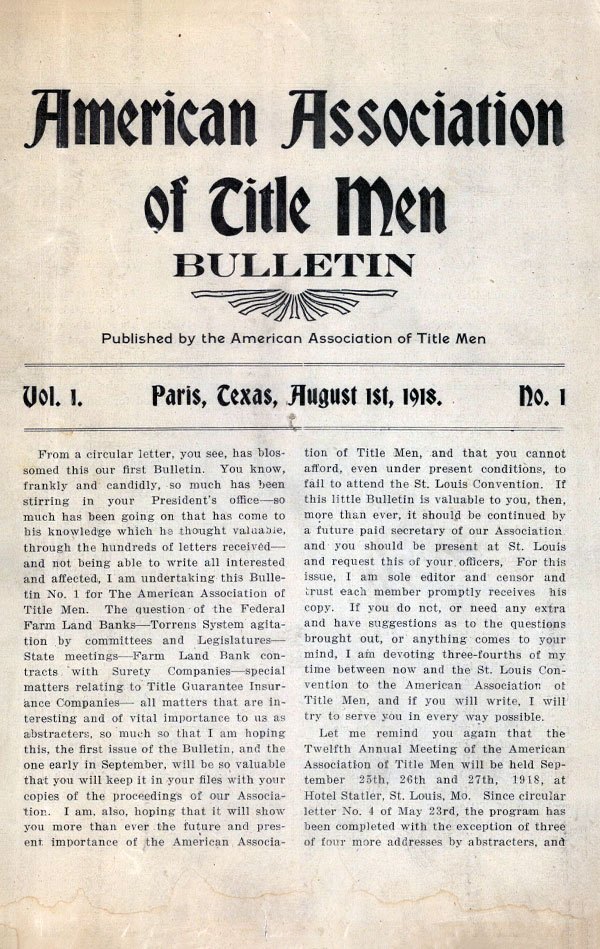 American Association
of Title Men
BULLETIN
Published by the American Association of Title Men
Vol. 1.
Paris, Texas, August 1st, 1918.
No. 1
From a circular letter, you see, has blos-
somed this our first Bulletin. You know,
frankly and candidly, so much has been
stirring in your President's office—so
much has been going on that has come to
his knowledge which he thought valuable,
through the hundreds of letters received—
and not being able to write all interested
and affected, I am undertaking this Bulle-
tin No. 1 for The American Association of
Title Men. The question of the Federal
Farm Land Banks—Torrens System agita-
tion by committees and Legislatures—
State meetings—Farm Land Bank con-
tracts with Surety Companies—special
matters relating to Title Guarantee Insur-
ance Companies— all matters that are in-
teresting and of vital importance to us as
abstracters, so much so that I am hoping
this, the first issue of the Bulletin, and the
one early in September, will be so valuable
that you will keep it in your files with your
copies of the proceedings of our Associa-
tion. I am, also, hoping that it will show
you more than ever the future and pres-
ent importance of the American Associa-
tion of Title Men, and that you cannot
afford, even under present conditions, to
fail to attend the St. Louis Convention. If
this little Bulletin is valuable to you, then,
more than ever, it should be continued by
a future paid secretary of our Association
and you should be present at St. Louis
and request this of your officers, For this
issue, I am sole editor and censor and
trust each member promptly receives his
copy. If you do not, or need any extra
and have suggestions as to the questions
brought out, or anything comes to your
mind, I am devoting three-fourths of my
time between now and the St. Louis Con-
vention to the American Association of
Title Men, and if you will write, I will
try to serve you in every way possible.
Let me remind you again that the
Twelfth Annual Meeting of the American
Association of Title Men will be held Sep-
tember 25th, 26th and 27th, 1918, at
Hotel Statler, St. Louis, Mo. Since circular
letter No. 4 of May 23rd, the program has
been completed with the exception of three
of four more addresses by abstracters, and